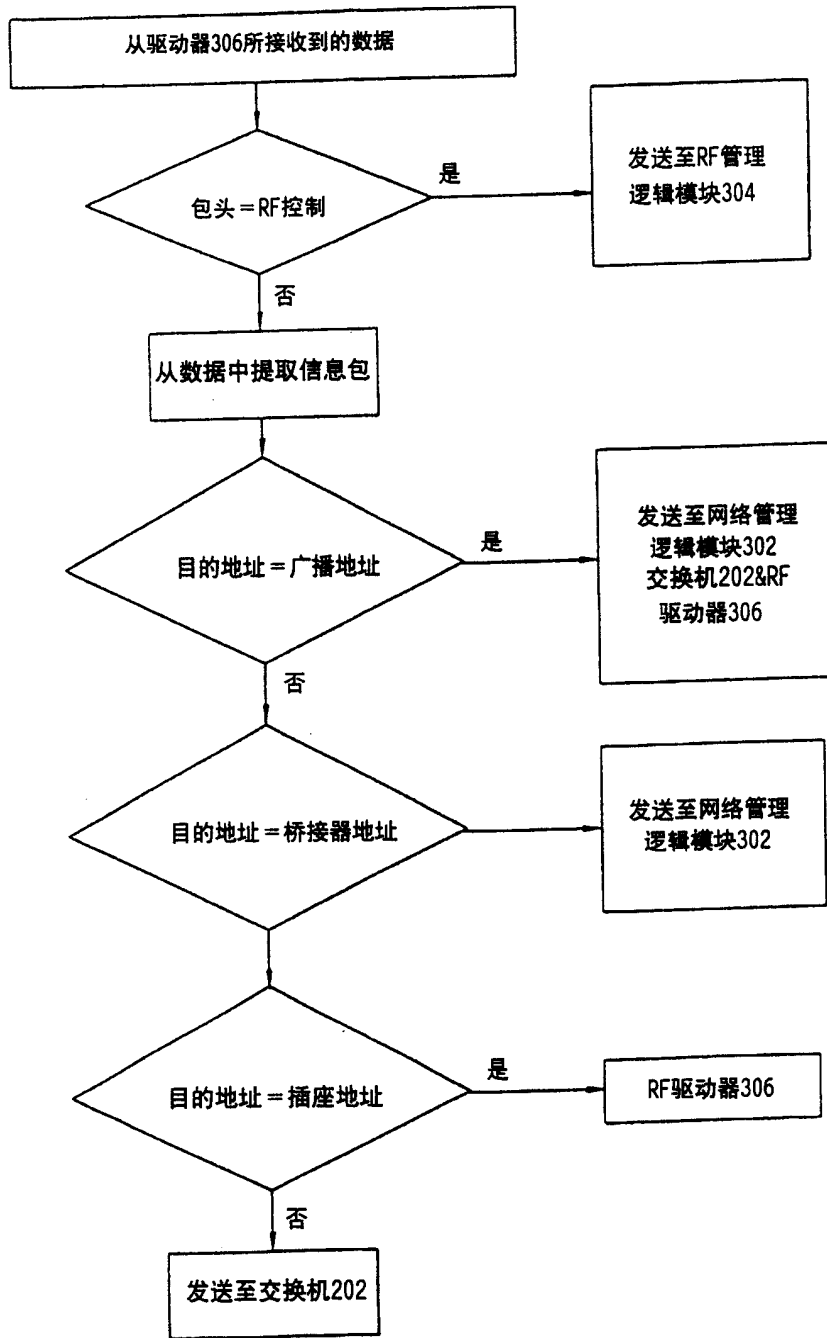 从驱动器306所接收到的数据
包头=RF控制
是
发送至RF管理
逻辑模块304
否
从数据中提取信息包
目的地址=广播地址
是
发送至网络管理
逻辑模块302
交换机202&RF
驱动器306
否
目的地址=桥接器地址
发送至网络管理
逻辑模块302
目的地址=插座地址
是
RF驱动器306
否
发送至交换机202